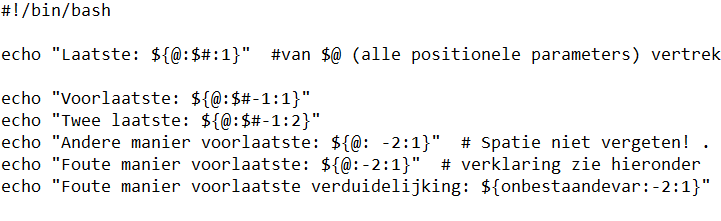 #!/bin/bash
echo "Laatste: ${@:$#:1}"  #van $@ (alle positionele parameters) vertrek
echo "Voorlaatste: ${@:$#-1:1}"
echo "Twee laatste: ${@:$#-1:2}"
echo "Andere manier voorlaatste: ${@: -2:1}"  # Spatie niet vergeten! .
echo "Foute manier voorlaatste: ${@:-2:1}"  # verklaring zie hieronder
echo "Foute manier voorlaatste verduidelijking: ${onbestaandevar:-2:1}"